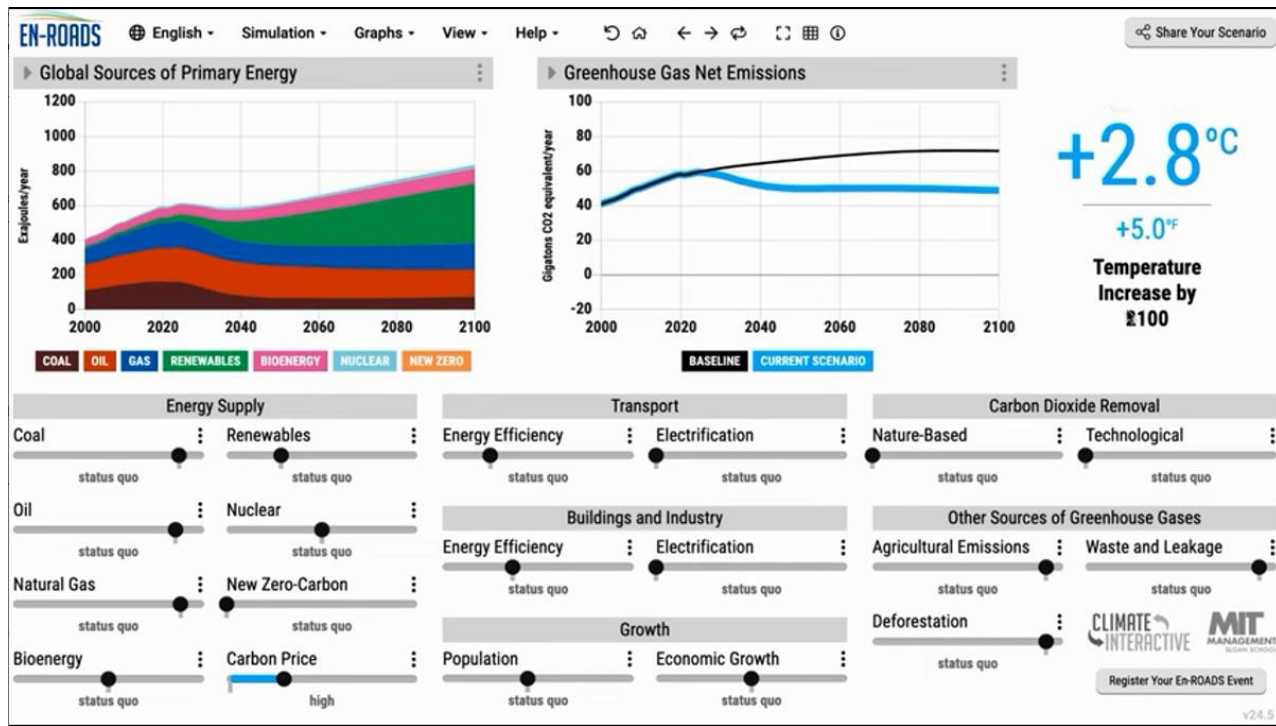 EN-ROADS English Simulation Graphs View Help Share Your Scenario
Global Sources of Primary Energy
Exajoules/year
1200
1000
800
600
400
200
0
2000 2020 2040 2060 2080 2100
COAL OIL GAS RENEWABLES BIOENERGY NUCLEAR NEW ZERO
Greenhouse Gas Net Emissions
Gigatons CO2 equivalent/year
100
80
60
40
20
0
-20
2000 2020 2040 2060 2080 2100
BASELINE CURRENT SCENARIO
+2.8°C
+5.0°F
Temperature
Increase by
2100
Energy Supply
Coal
status quo
Renewables
status quo
Oil
status quo
Nuclear
status quo
Natural Gas
status quo
New Zero-Carbon
status quo
Bioenergy
status quo
Carbon Price
high
Transport
Energy Efficiency
status quo
Electrification
status quo
Buildings and Industry
Energy Efficiency
status quo
Electrification
status quo
Growth
Population
status quo
Economic Growth
status quo
Carbon Dioxide Removal
Nature-Based
status quo
Technological
status quo
Other Sources of Greenhouse Gases
Agricultural Emissions
status quo
Waste and Leakage
status quo
Deforestation
status quo
CLIMATE
INTERACTIVE
MIT
MANAGEMENT
SLOAN SCHOOL
Register Your En-ROADS Event
v24.5